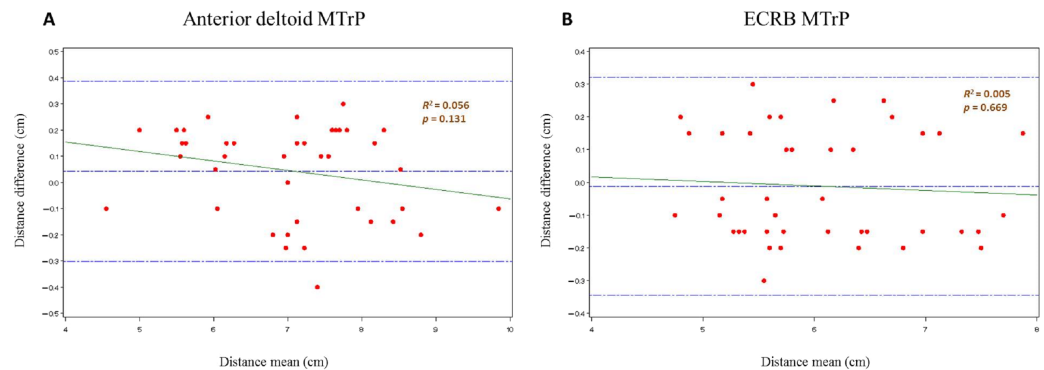 A
Anterior deltoid MTrP
0.5
0.4
0.3
0.2
0.1
0.0
−0.1
−0.2
−0.3
−0.4
−0.5
Distance difference (cm)
R² = 0.056
p = 0.131
4 5 6 7 8 9 10
Distance mean (cm)
B
ECRB MTrP
0.4
0.3
0.2
0.1
0.0
−0.1
−0.2
−0.3
−0.4
Distance difference (cm)
R² = 0.005
p = 0.669
4 5 6 7 8
Distance mean (cm)